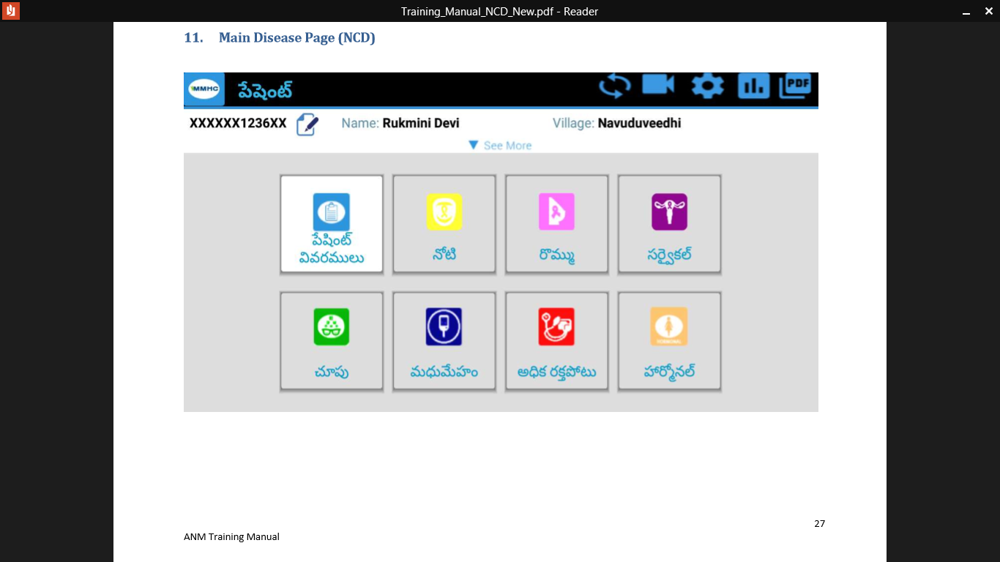 Training_Manual_NCD_New.pdf - Reader
11. Main Disease Page (NCD)
MMHC పేషెంట్ PDF
XXXXXX1236XX Name: Rukmini Devi Village: Navuduveedhi
▼ See More
పేషింట్
వివరములు నోటి రొమ్ము సర్వైకల్
HORMONAL
చూపు మధుమేహం అధిక రక్తపోటు హార్మోనల్
27
ANM Training Manual